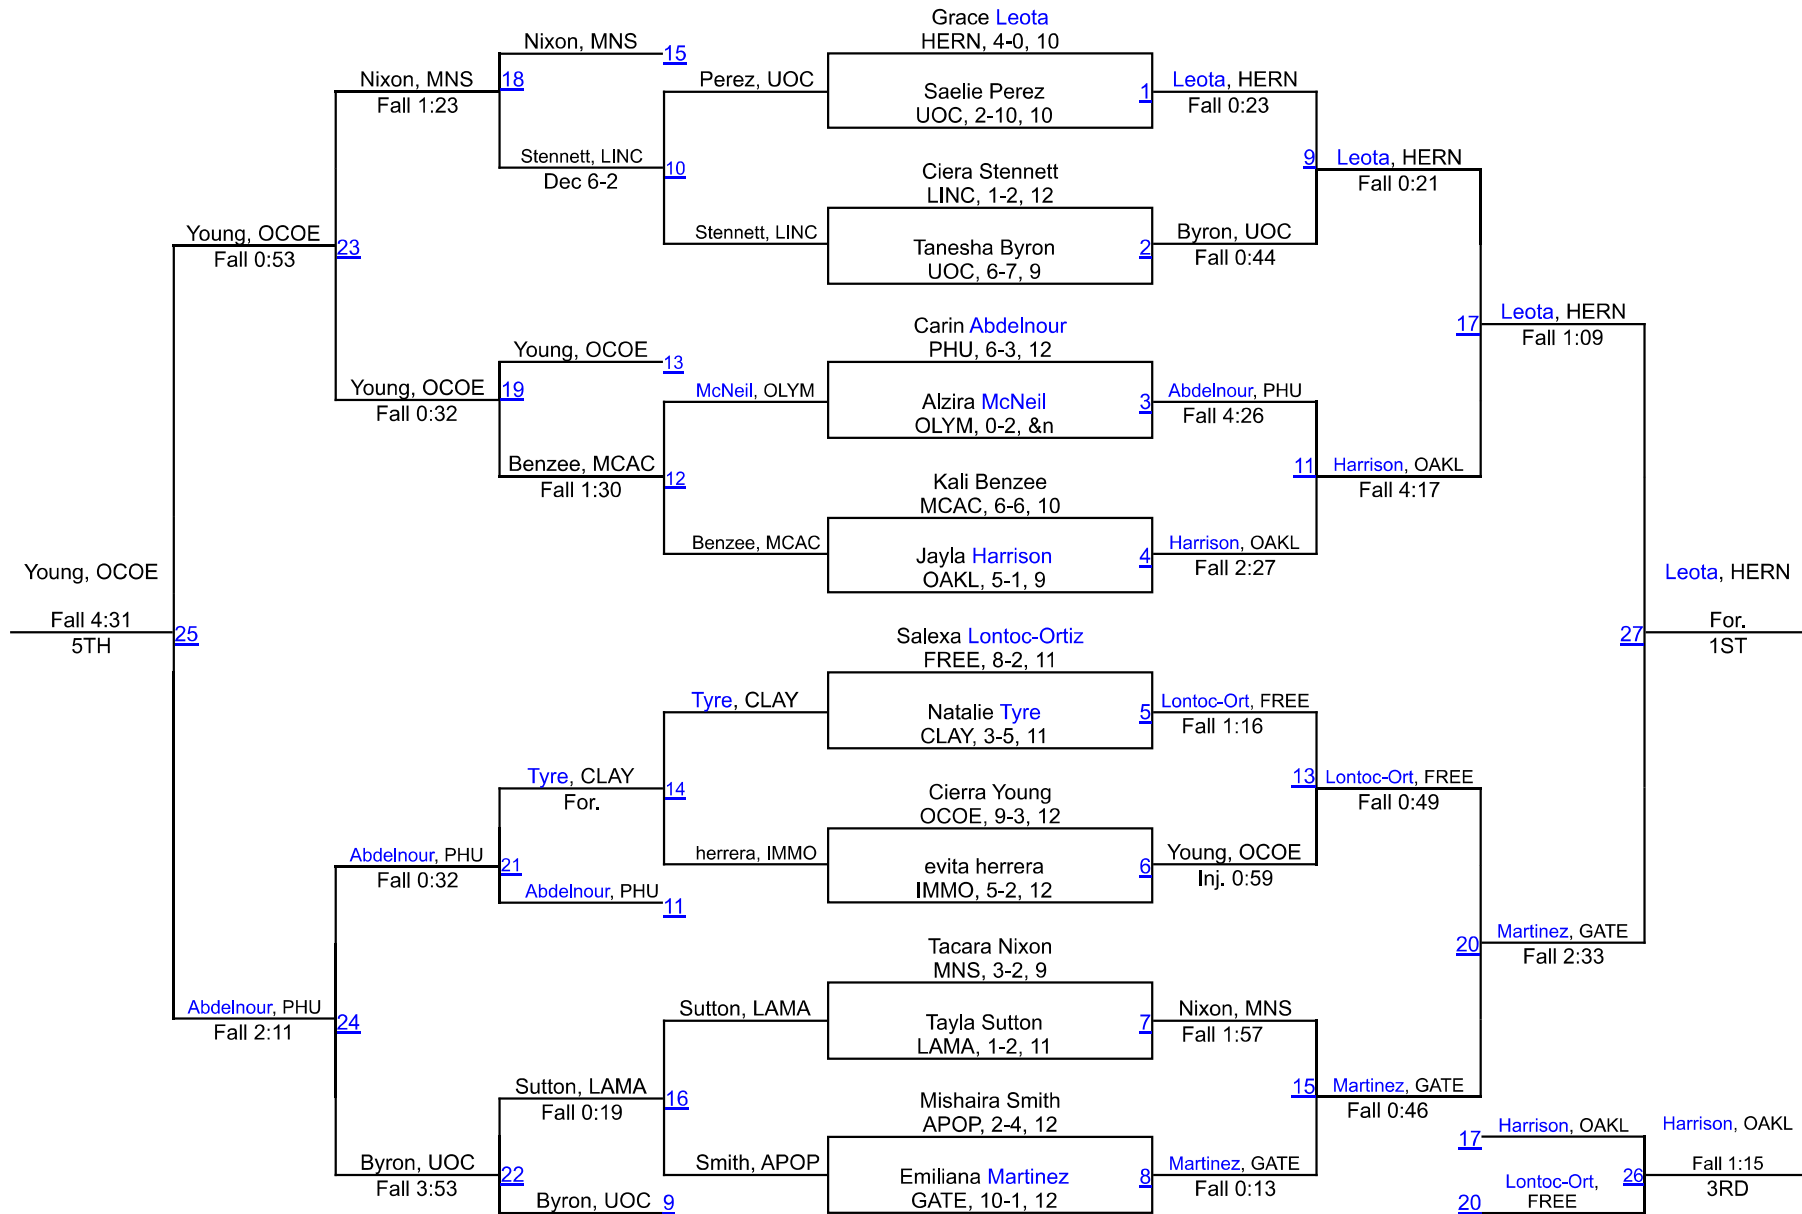 Grace Leota
HERN, 4-0, 10
Nixon, MNS
15
Nixon, MNS
18
Fall 1:23
Perez, UOC
Saelie Perez
UOC, 2-10, 10
1
Leota, HERN
Fall 0:23
Stennett, LINC
10
Dec 6-2
Ciera Stennett
LINC, 1-2, 12
9
Leota, HERN
Fall 0:21
Young, OCOE
23
Fall 0:53
Stennett, LINC
Tanesha Byron
UOC, 6-7, 9
2
Byron, UOC
Fall 0:44
Carin Abdelnour
PHU, 6-3, 12
17
Leota, HERN
Fall 1:09
Young, OCOE
13
Young, OCOE
19
Fall 0:32
McNeil, OLYM
Alzira McNeil
OLYM, 0-2, &n
3
Abdelnour, PHU
Fall 4:26
Benzee, MCAC
12
Fall 1:30
Kali Benzee
MCAC, 6-6, 10
11
Harrison, OAKL
Fall 4:17
Benzee, MCAC
Jayla Harrison
OAKL, 5-1, 9
4
Harrison, OAKL
Fall 2:27
Young, OCOE
Fall 4:31
25
5TH
Leota, HERN
27
For.
1ST
Salexa Lontoc-Ortiz
FREE, 8-2, 11
Tyre, CLAY
Natalie Tyre
CLAY, 3-5, 11
5
Lontoc-Ort, FREE
Fall 1:16
Tyre, CLAY
14
For.
Cierra Young
OCOE, 9-3, 12
13
Lontoc-Ort, FREE
Fall 0:49
Abdelnour, PHU
21
Fall 0:32
herrera, IMMO
evita herrera
IMMO, 5-2, 12
6
Young, OCOE
Inj. 0:59
Abdelnour, PHU
11
Tacara Nixon
MNS, 3-2, 9
20
Martinez, GATE
Fall 2:33
Abdelnour, PHU
24
Fall 2:11
Sutton, LAMA
Tayla Sutton
LAMA, 1-2, 11
7
Nixon, MNS
Fall 1:57
Sutton, LAMA
16
Fall 0:19
Mishaira Smith
APOP, 2-4, 12
15
Martinez, GATE
Fall 0:46
Byron, UOC
22
Fall 3:53
Smith, APOP
Emiliana Martinez
GATE, 10-1, 12
8
Martinez, GATE
Fall 0:13
Byron, UOC
9
17
Harrison, OAKL
Harrison, OAKL
26
Fall 1:15
3RD
20
Lontoc-Ort,
FREE